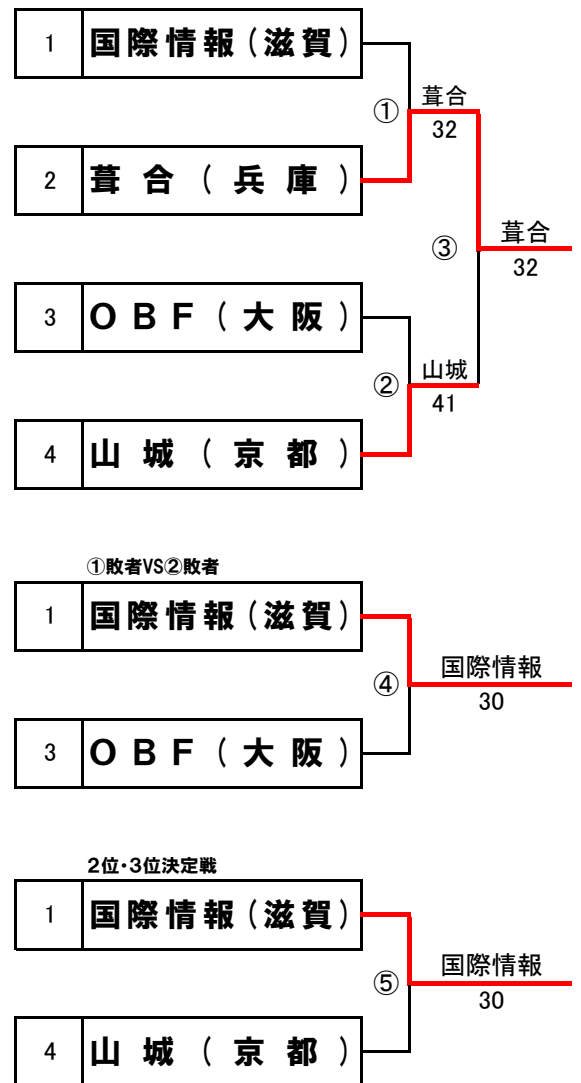 1 国際情報(滋賀)
① 葺合
32
2 葺合(兵庫)
③ 葺合
32
3 OBF(大阪)
② 山城
41
4 山城(京都)
①敗者VS②敗者
1 国際情報(滋賀)
④ 国際情報
30
3 OBF(大阪)
2位・3位決定戦
1 国際情報(滋賀)
⑤ 国際情報
30
4 山城(京都)